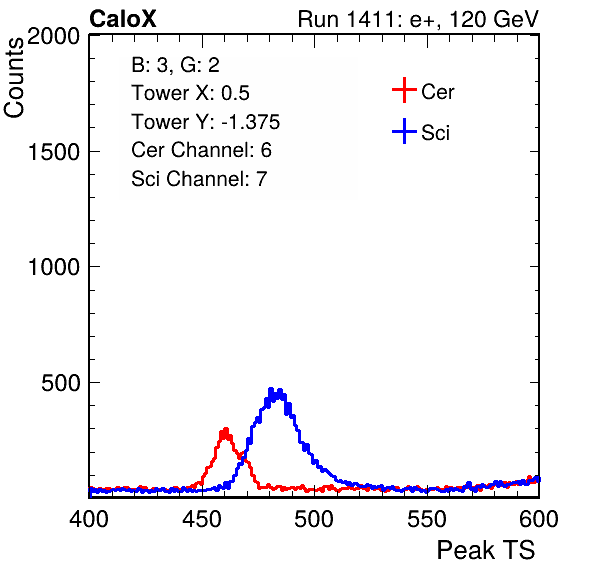 CaloX Run 1411: e+, 120 GeV
Counts
2000
1500
1000
500
B: 3, G: 2
Tower X: 0.5
Tower Y: -1.375
Cer Channel: 6
Sci Channel: 7
Cer
Sci
400 450 500 550 600
Peak TS